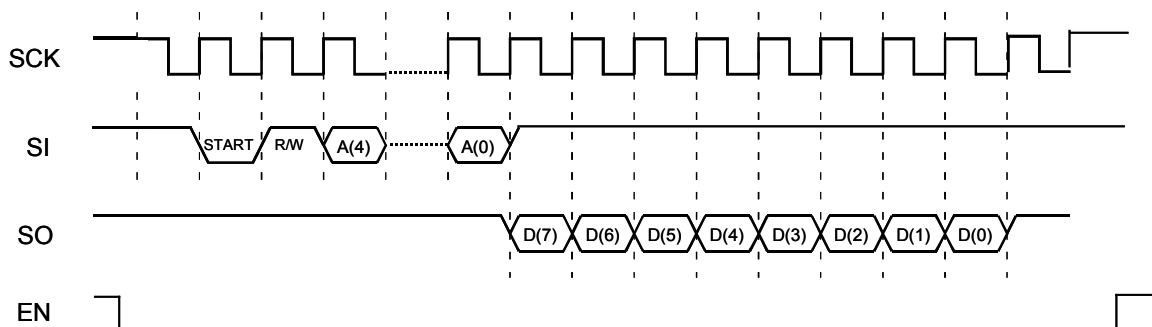 SCK
SI START R/W A(4) A(0)
SO D(7) D(6) D(5) D(4) D(3) D(2) D(1) D(0)
EN